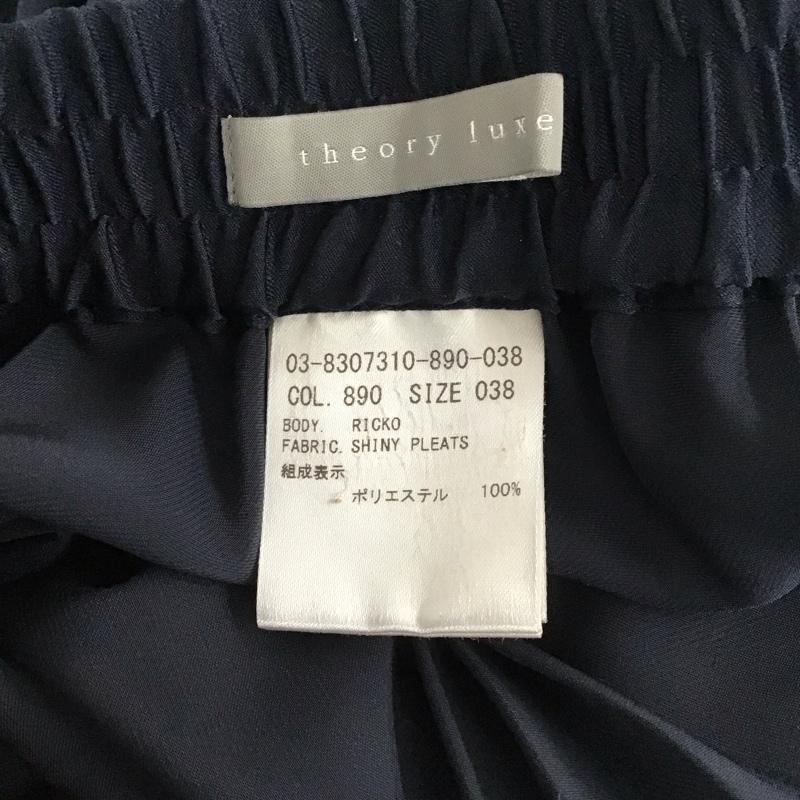 theory luxe
03-8307310-890-038
COL. 890 SIZE 038
BODY. RICKO
FABRIC. SHINY PLEATS
組成表示
ポリエステル 100%